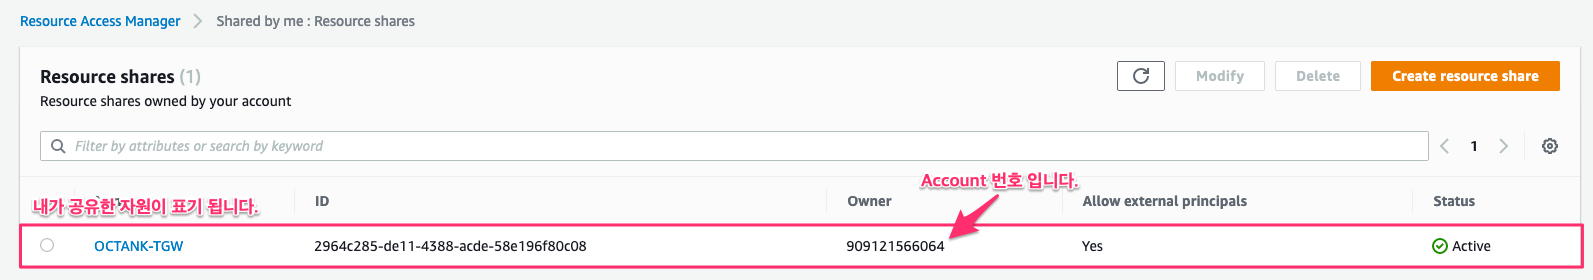 Resource Access Manager > Shared by me : Resource shares
Resource shares (1)
Modify
Delete
Create resource share
Resource shares owned by your account
Filter by attributes or search by keyword
1
Account 번호 입니다.
내가 공유한 자원이 표기 됩니다.
ID
Owner
Allow external principals
Status
OCTANK-TGW
2964c285-de11-4388-acde-58e196f80c08
909121566064
Yes
Active